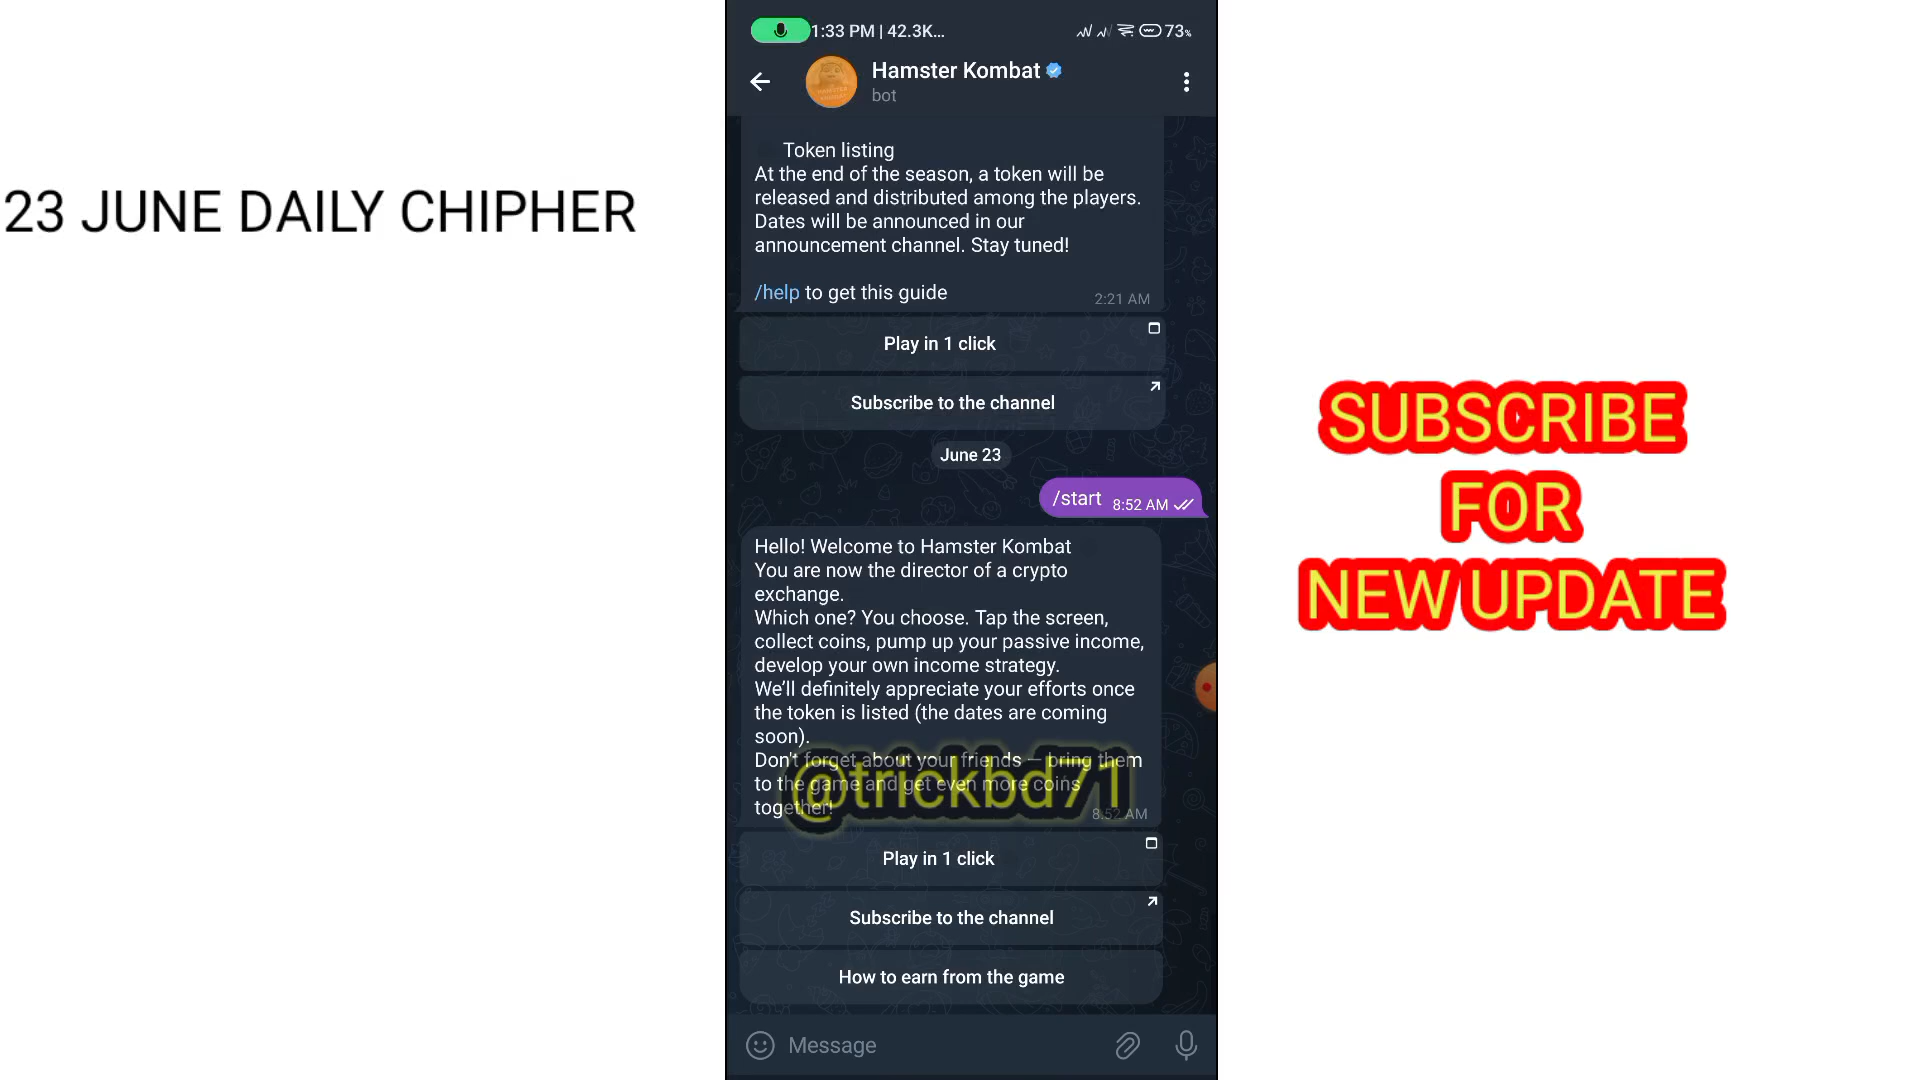 23 JUNE DAILY CHIPHER
1:33 PM | 42.3K...
73%
Hamster Kombat
bot
Token listing
At the end of the season, a token will be
released and distributed among the players.
Dates will be announced in our
announcement channel. Stay tuned!
/help to get this guide
2:21 AM
Play in 1 click
Subscribe to the channel
June 23
/start 8:52 AM
Hello! Welcome to Hamster Kombat
You are now the director of a crypto
exchange.
Which one? You choose. Tap the screen,
collect coins, pump up your passive income,
develop your own income strategy.
We’ll definitely appreciate your efforts once
the token is listed (the dates are coming
soon).
Don't forget about your friends — bring them
to the game and get even more coins
together!
8:52 AM
@trickbd71
Play in 1 click
Subscribe to the channel
How to earn from the game
Message
SUBSCRIBE
FOR
NEW UPDATE